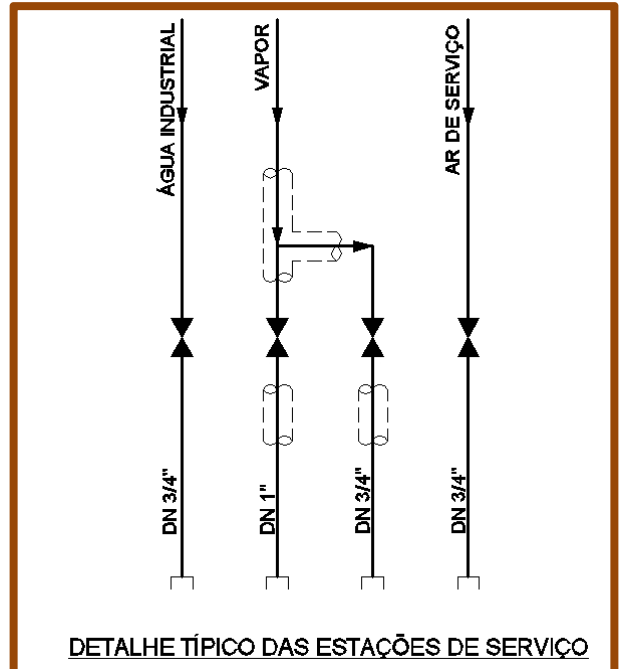 ÁGUA INDUSTRIAL
VAPOR
AR DE SERVIÇO
DN 3/4"
DN 1"
DN 3/4"
DN 3/4"
DETALHE TÍPICO DAS ESTAÇÕES DE SERVIÇO